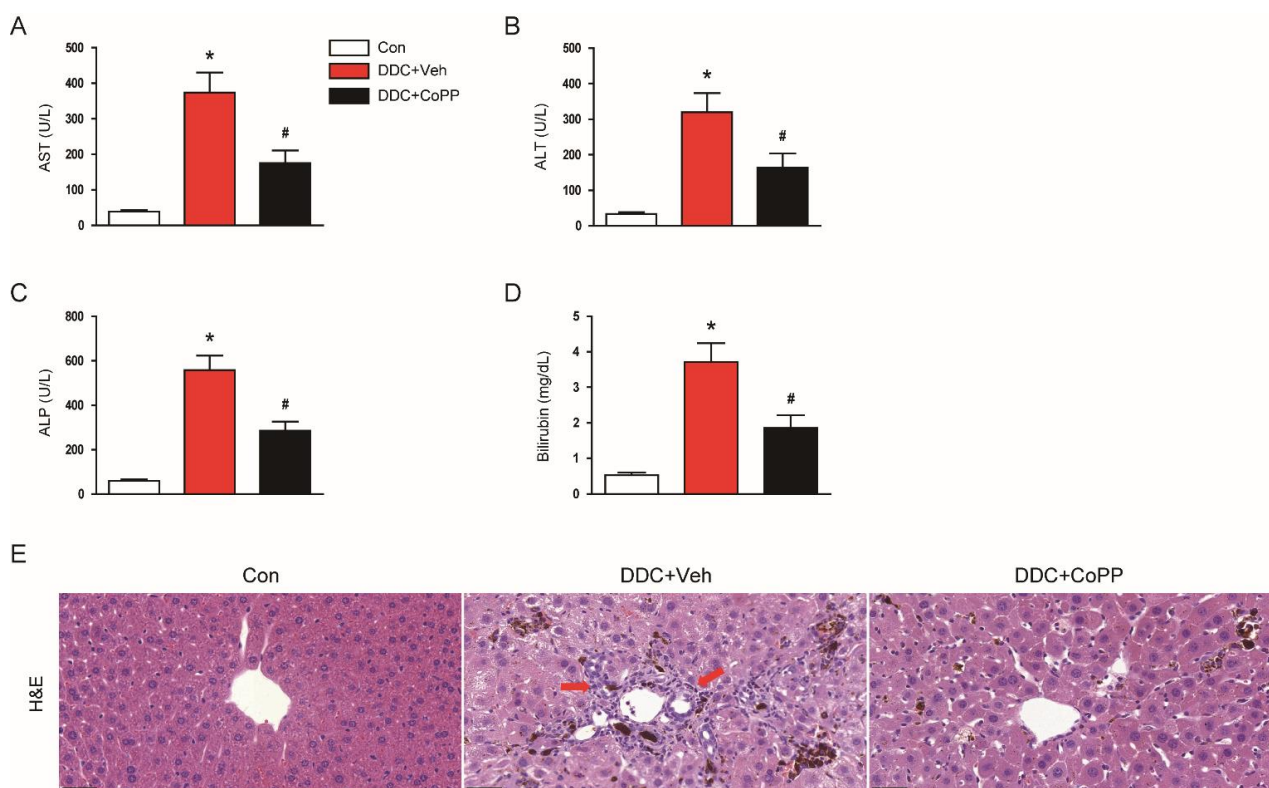 A
AST (U/L)
500
400
300
200
100
0
*
#
Con
DDC+Veh
DDC+CoPP
B
ALT (U/L)
500
400
300
200
100
0
*
#
C
ALP (U/L)
800
600
400
200
0
*
#
D
Bilirubin (mg/dL)
5
4
3
2
1
0
*
#
E
Con
DDC+Veh
DDC+CoPP
H&E